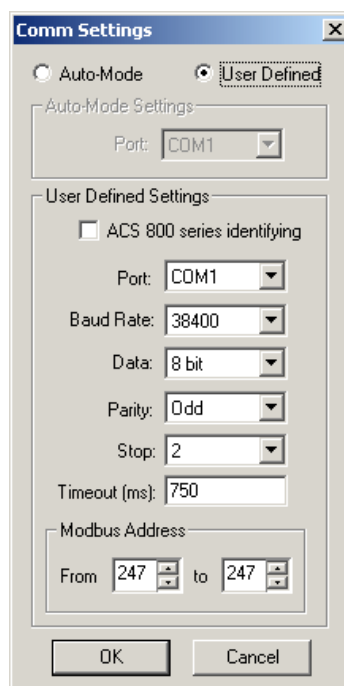 Comm Settings
Auto-Mode User Defined
Auto-Mode Settings
Port: COM1
User Defined Settings
ACS 800 series identifying
Port: COM1
Baud Rate: 38400
Data: 8 bit
Parity: Odd
Stop: 2
Timeout (ms): 750
Modbus Address
From 247 to 247
OK Cancel